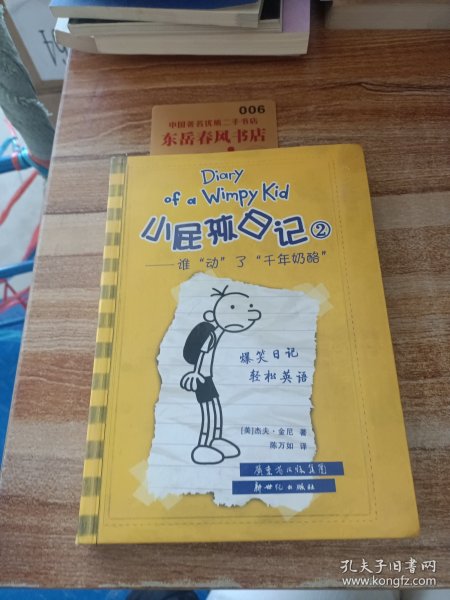 006
中国著名优质二手书店
东岳春风书店
Diary
of a Wimpy Kid
小屁孩日记②
——谁“动”了“千年奶酪”
爆笑日记
轻松英语
[美]杰夫·金尼 著
陈万如 译
广东省出版集团
新世纪出版社
孔夫子旧书网
www.kongfz.com